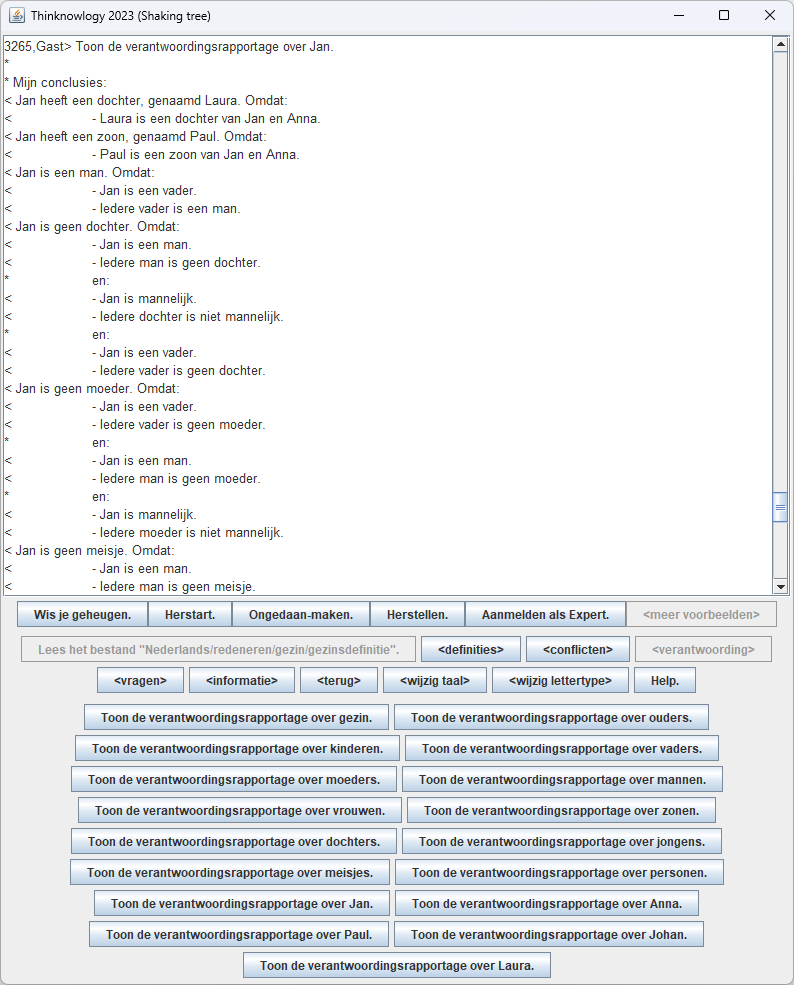 Thinknowlogy 2023 (Shaking tree)
3265,Gast> Toon de verantwoordingsrapportage over Jan.
*
* Mijn conclusies:
< Jan heeft een dochter, genaamd Laura. Omdat:
< - Laura is een dochter van Jan en Anna.
< Jan heeft een zoon, genaamd Paul. Omdat:
< - Paul is een zoon van Jan en Anna.
< Jan is een man. Omdat:
< - Jan is een vader.
< - Iedere vader is een man.
< Jan is geen dochter. Omdat:
< - Jan is een man.
< - Iedere man is geen dochter.
* en:
< - Jan is mannelijk.
< - Iedere dochter is niet mannelijk.
* en:
< - Jan is een vader.
< - Iedere vader is geen dochter.
< Jan is geen moeder. Omdat:
< - Jan is een vader.
< - Iedere vader is geen moeder.
* en:
< - Jan is een man.
< - Iedere man is geen moeder.
* en:
< - Jan is mannelijk.
< - Iedere moeder is niet mannelijk.
< Jan is geen meisje. Omdat:
< - Jan is een man.
< - Iedere man is geen meisje.
Wis je geheugen. Herstart. Ongedaan-maken. Herstellen. Aanmelden als Expert. <meer voorbeelden>
Lees het bestand "Nederlands/redeneren/gezin/gezinsdefinitie". <definities> <conflicten> <verantwoording>
<vragen> <informatie> <terug> <wijzig taal> <wijzig lettertype> Help.
Toon de verantwoordingsrapportage over gezin. Toon de verantwoordingsrapportage over ouders.
Toon de verantwoordingsrapportage over kinderen. Toon de verantwoordingsrapportage over vaders.
Toon de verantwoordingsrapportage over moeders. Toon de verantwoordingsrapportage over mannen.
Toon de verantwoordingsrapportage over vrouwen. Toon de verantwoordingsrapportage over zonen.
Toon de verantwoordingsrapportage over dochters. Toon de verantwoordingsrapportage over jongens.
Toon de verantwoordingsrapportage over meisjes. Toon de verantwoordingsrapportage over personen.
Toon de verantwoordingsrapportage over Jan. Toon de verantwoordingsrapportage over Anna.
Toon de verantwoordingsrapportage over Paul. Toon de verantwoordingsrapportage over Johan.
Toon de verantwoordingsrapportage over Laura.